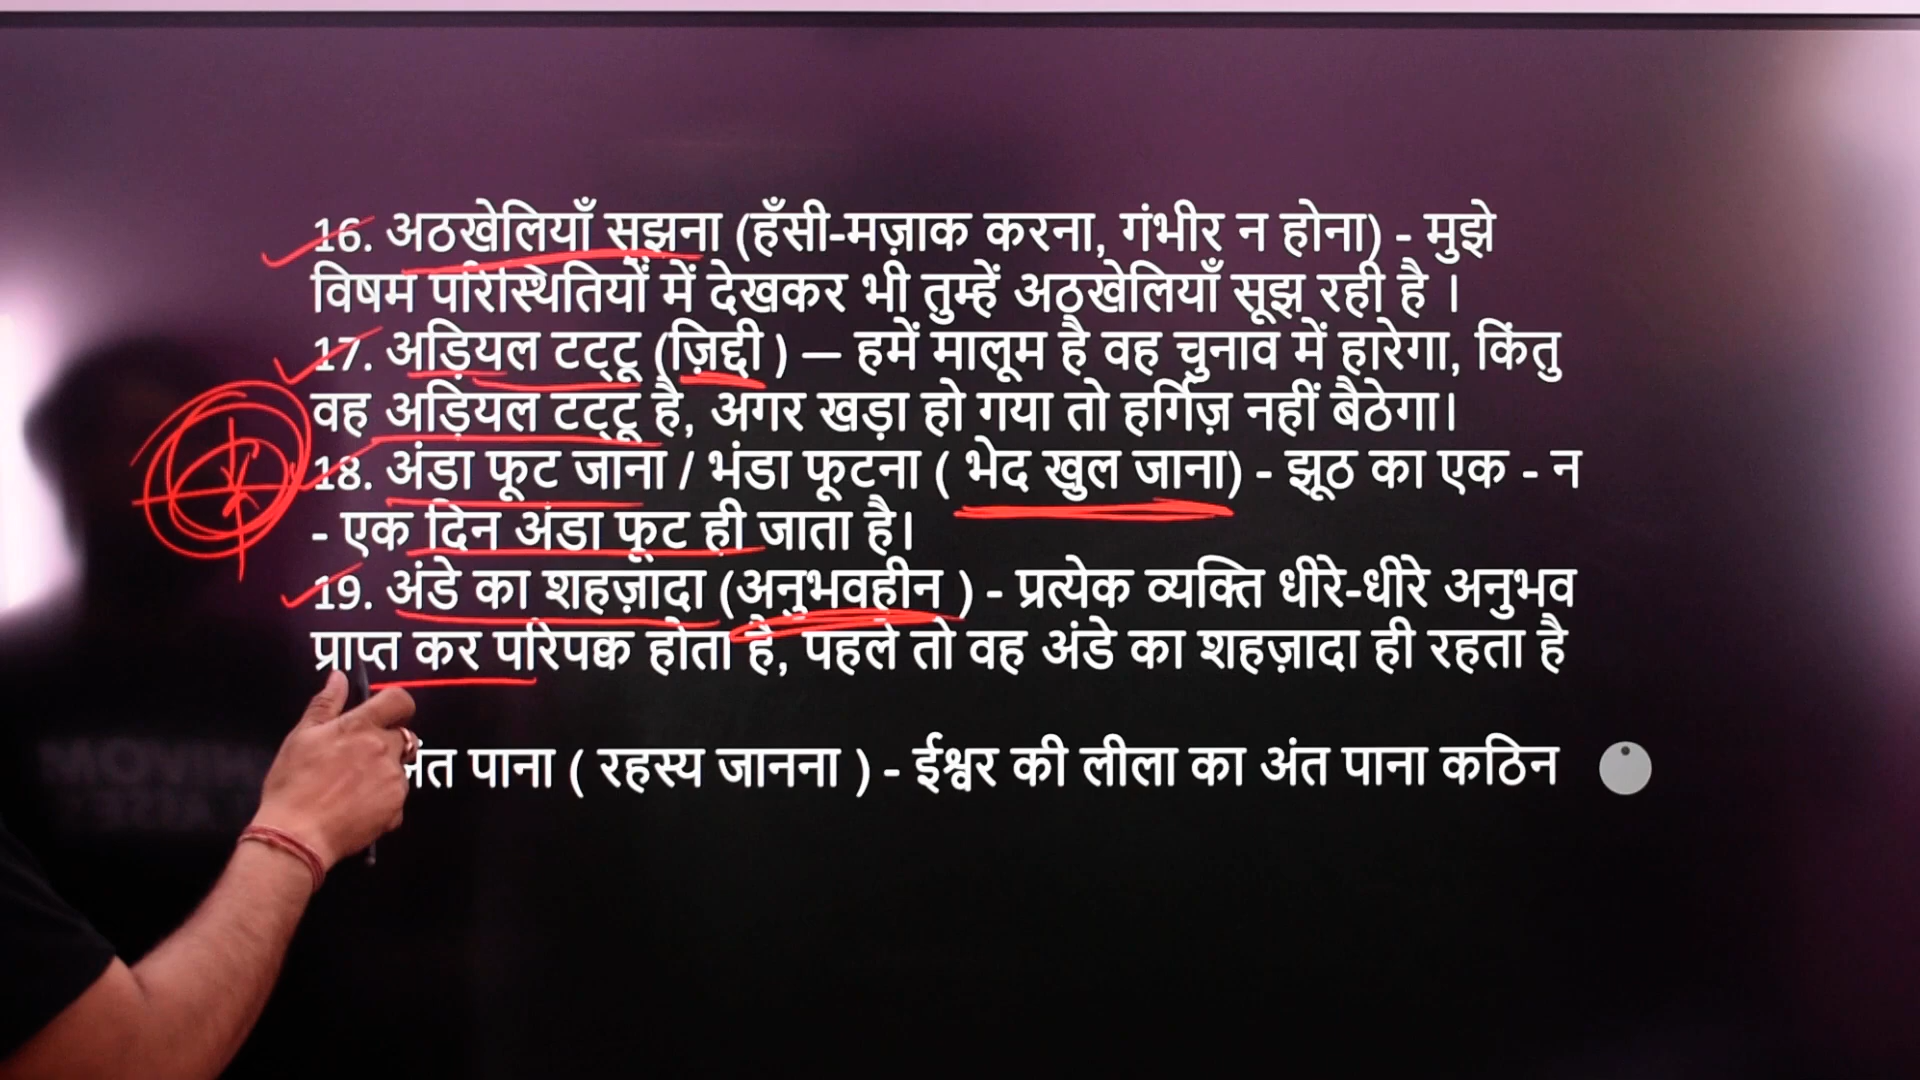 16. अठखेलियाँ सूझना (हँसी-मज़ाक करना, गंभीर न होना) - मुझे
विषम परिस्थितियों में देखकर भी तुम्हें अठखेलियाँ सूझ रही है ।
17. अड़ियल टट्टू (ज़िद्दी ) — हमें मालूम है वह चुनाव में हारेगा, किंतु
वह अड़ियल टट्टू है, अगर खड़ा हो गया तो हर्गिज़ नहीं बैठेगा।
18. अंडा फूट जाना / भंडा फूटना ( भेद खुल जाना) - झूठ का एक - न
- एक दिन अंडा फूट ही जाता है।
19. अंडे का शहज़ादा (अनुभवहीन ) - प्रत्येक व्यक्ति धीरे-धीरे अनुभव
प्राप्त कर परिपक्व होता है, पहले तो वह अंडे का शहज़ादा ही रहता है
अंत पाना ( रहस्य जानना ) - ईश्वर की लीला का अंत पाना कठिन